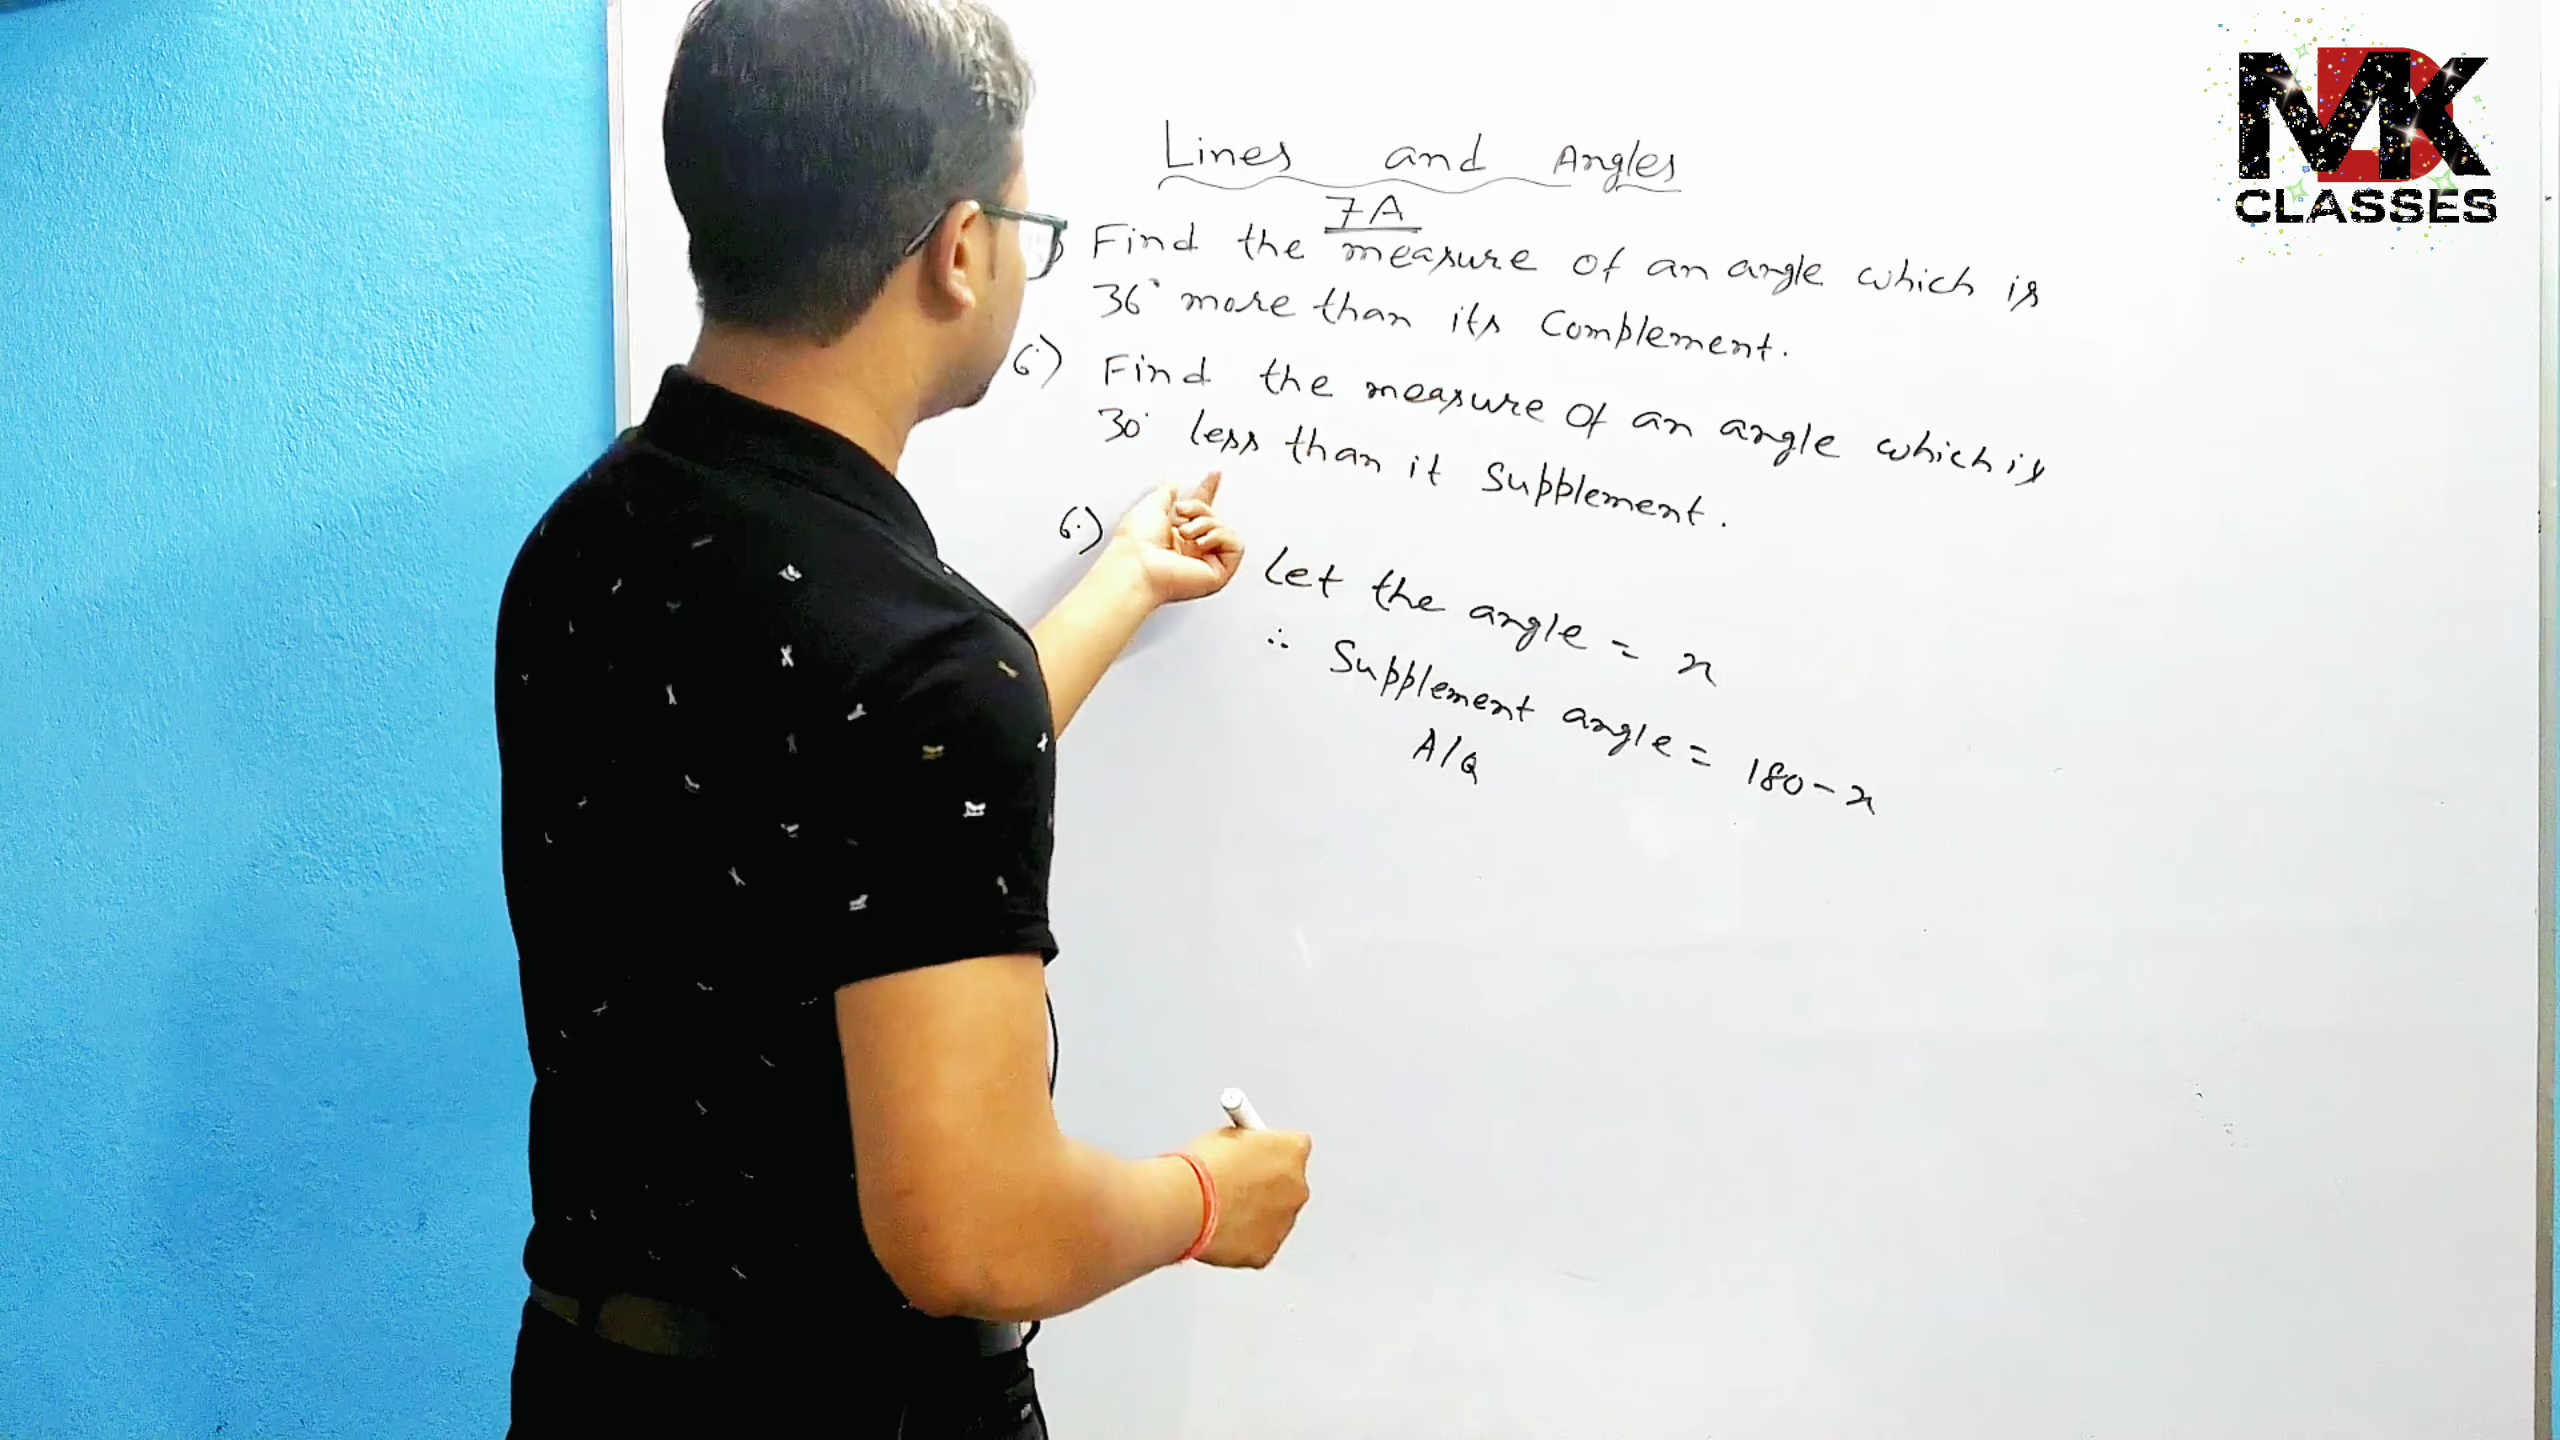 MDK
CLASSES
Lines and Angles
7A
) Find the measure of an angle which is
36° more than its Complement.
6.) Find the measure of an angle which is
30° less than it Supplement.
6.)
Let the angle = x
∴ Supplement angle = 180 - x
A/Q